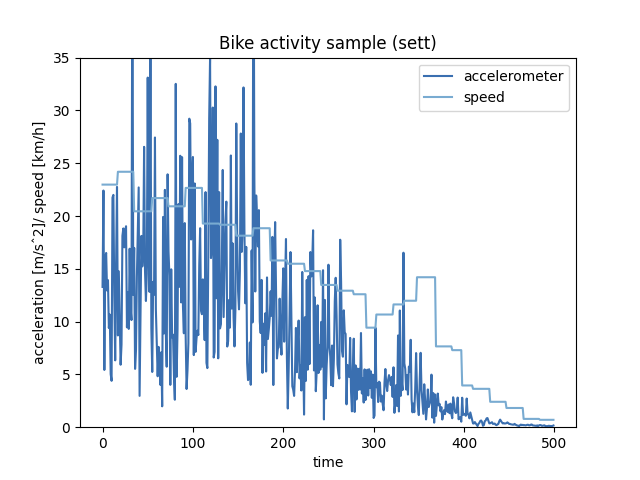 Bike activity sample (sett)
accelerometer
speed
acceleration [m/s^2]/ speed [km/h]
35
30
25
20
15
10
5
0
0 100 200 300 400 500
time